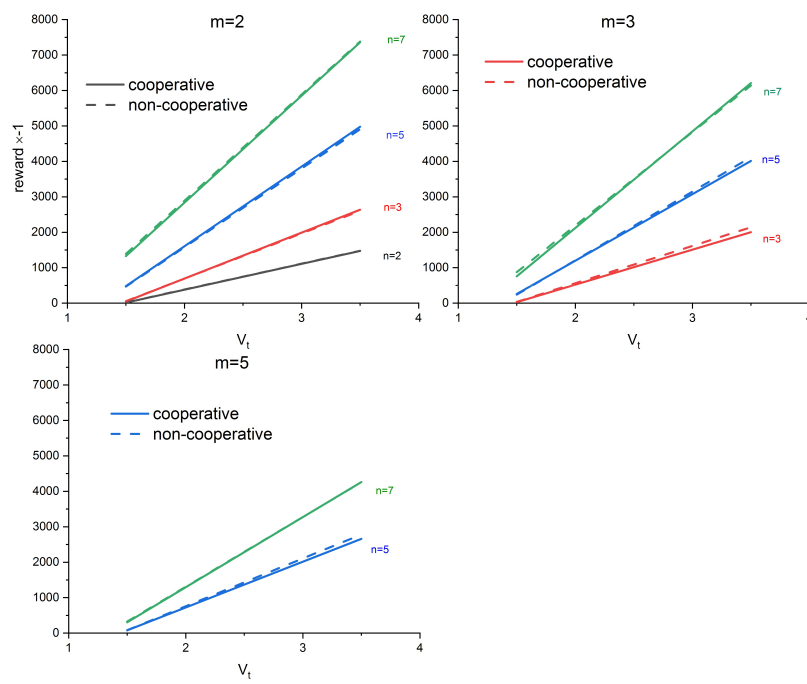 m=2
8000
7000
6000
5000
4000
3000
2000
1000
0
reward ×-1
cooperative
non-cooperative
n=7
n=5
n=3
n=2
1 2 3 4
V_t
m=3
8000
7000
6000
5000
4000
3000
2000
1000
0
cooperative
non-cooperative
n=7
n=5
n=3
1 2 3 4
V_t
m=5
8000
7000
6000
5000
4000
3000
2000
1000
0
cooperative
non-cooperative
n=7
n=5
1 2 3 4
V_t